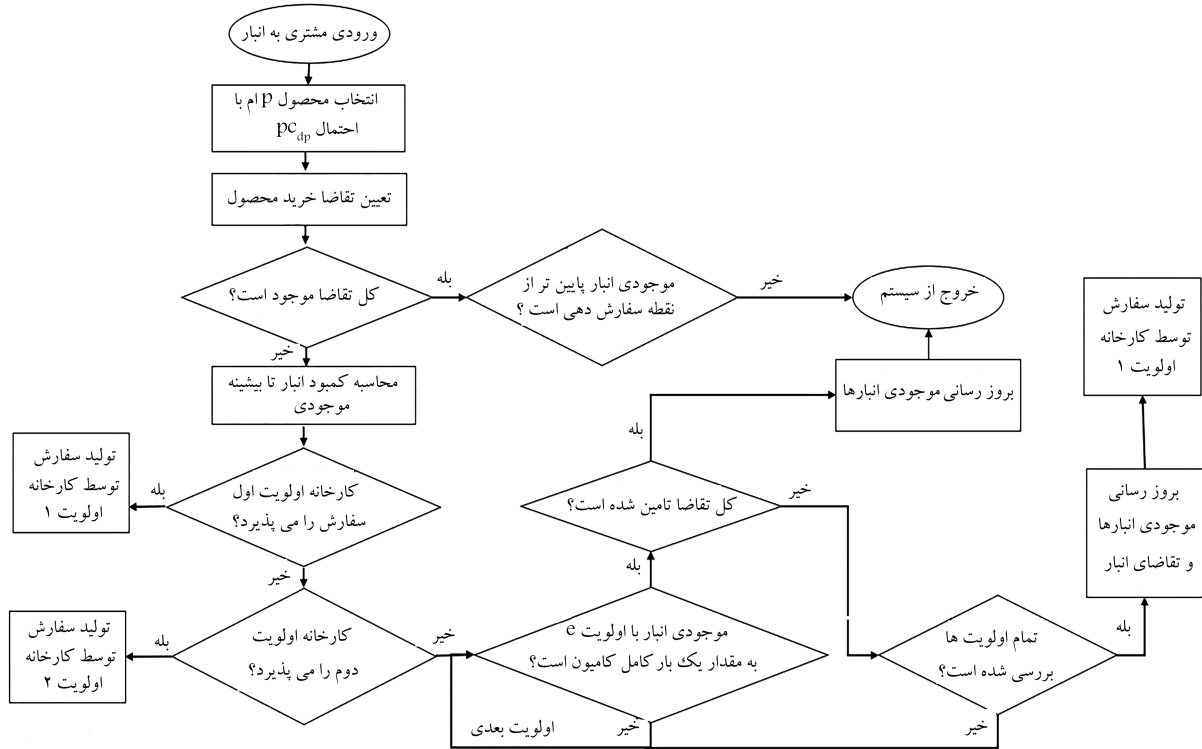 ورودی مشتری به انبار
انتخاب محصول p ام با
احتمال pc_dp
تعیین تقاضا خرید محصول
کل تقاضا موجود است؟
بله
خیر
موجودی انبار پایین تر از
نقطه سفارش دهی است ؟
خیر
خروج از سیستم
محاسبه کمبود انبار تا بیشینه
موجودی
کارخانه اولویت اول
سفارش را می پذیرد؟
بله
تولید سفارش
توسط کارخانه
اولویت ۱
خیر
کارخانه اولویت
دوم را می پذیرد؟
بله
تولید سفارش
توسط کارخانه
اولویت ۲
خیر
موجودی انبار با اولویت e
به مقدار یک بار کامل کامیون است؟
خیر
اولویت بعدی
بله
کل تقاضا تامین شده است؟
بله
بروز رسانی موجودی انبارها
خیر
تمام اولویت ها
بررسی شده است؟
خیر
بله
بروز رسانی
موجودی انبارها
و تقاضای انبار
تولید سفارش
توسط کارخانه
اولویت ۱